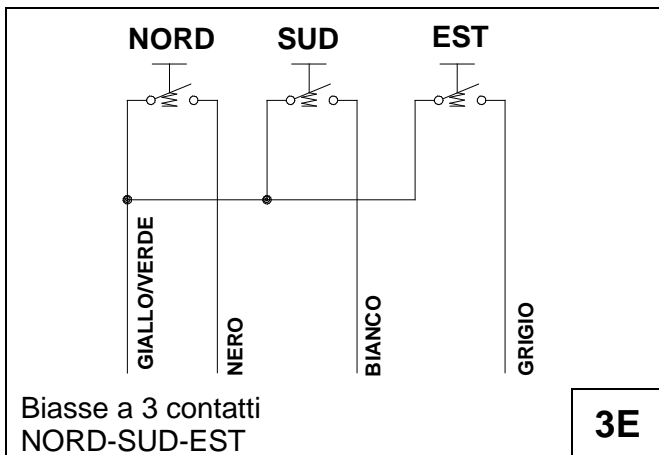 NORD SUD EST
GIALLO/VERDE
NERO
BIANCO
GRIGIO
Biasse a 3 contatti
NORD-SUD-EST
3E